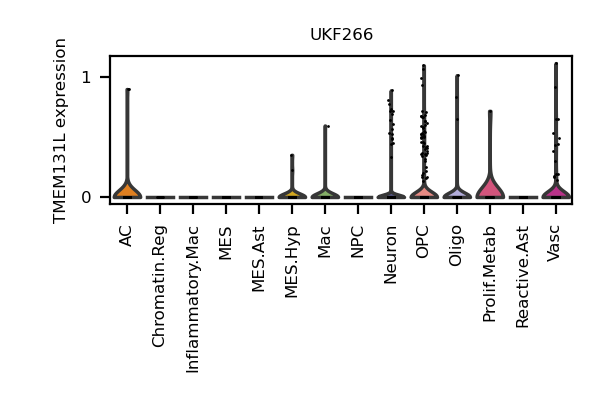 UKF266
TMEM131L expression
1
0
AC
Chromatin.Reg
Inflammatory.Mac
MES
MES.Ast
MES.Hyp
Mac
NPC
Neuron
OPC
Oligo
Prolif.Metab
Reactive.Ast
Vasc